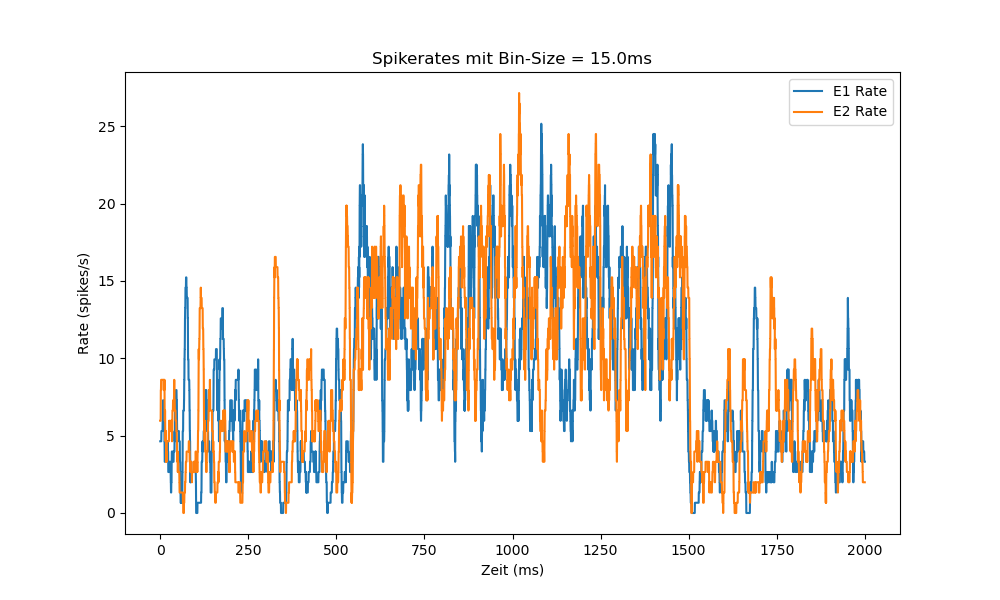 Spikerates mit Bin-Size = 15.0ms
E1 Rate
E2 Rate
25
20
15
10
5
0
Rate (spikes/s)
0 250 500 750 1000 1250 1500 1750 2000
Zeit (ms)